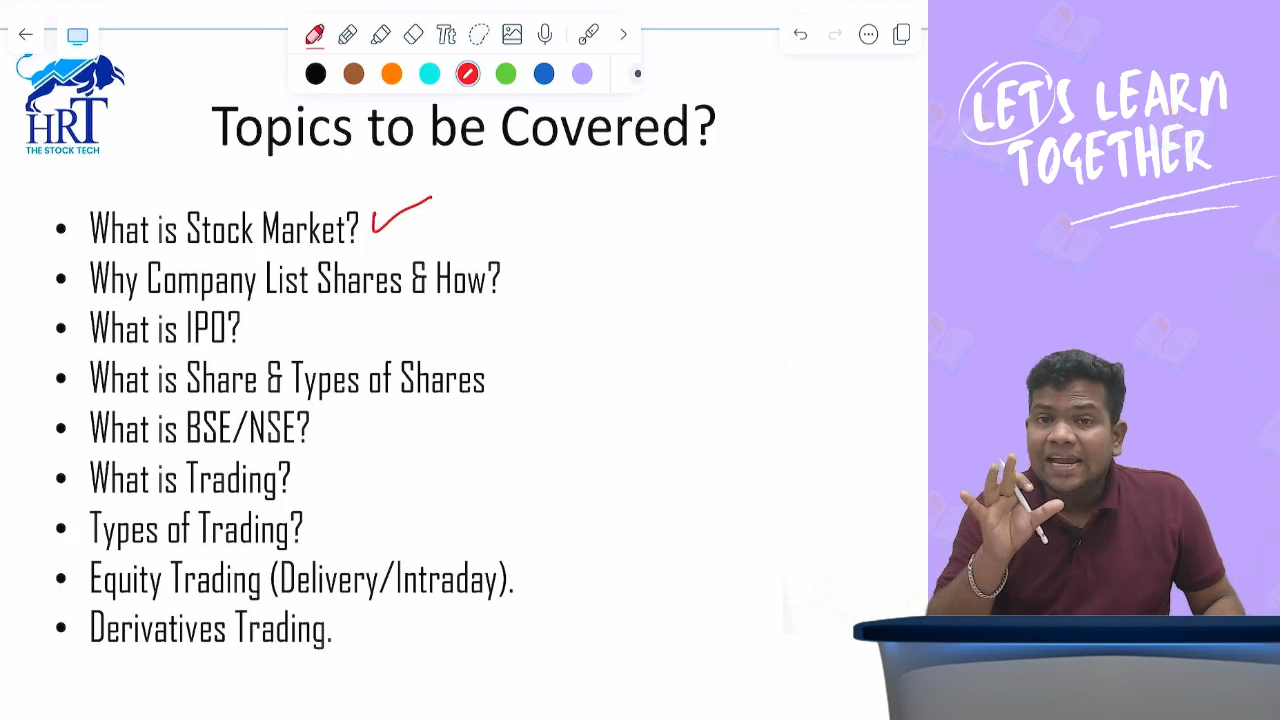 Tt
HRT
THE STOCK TECH
Topics to be Covered?
• What is Stock Market?
• Why Company List Shares & How?
• What is IPO?
• What is Share & Types of Shares
• What is BSE/NSE?
• What is Trading?
• Types of Trading?
• Equity Trading (Delivery/Intraday).
• Derivatives Trading.
LET'S LEARN
TOGETHER